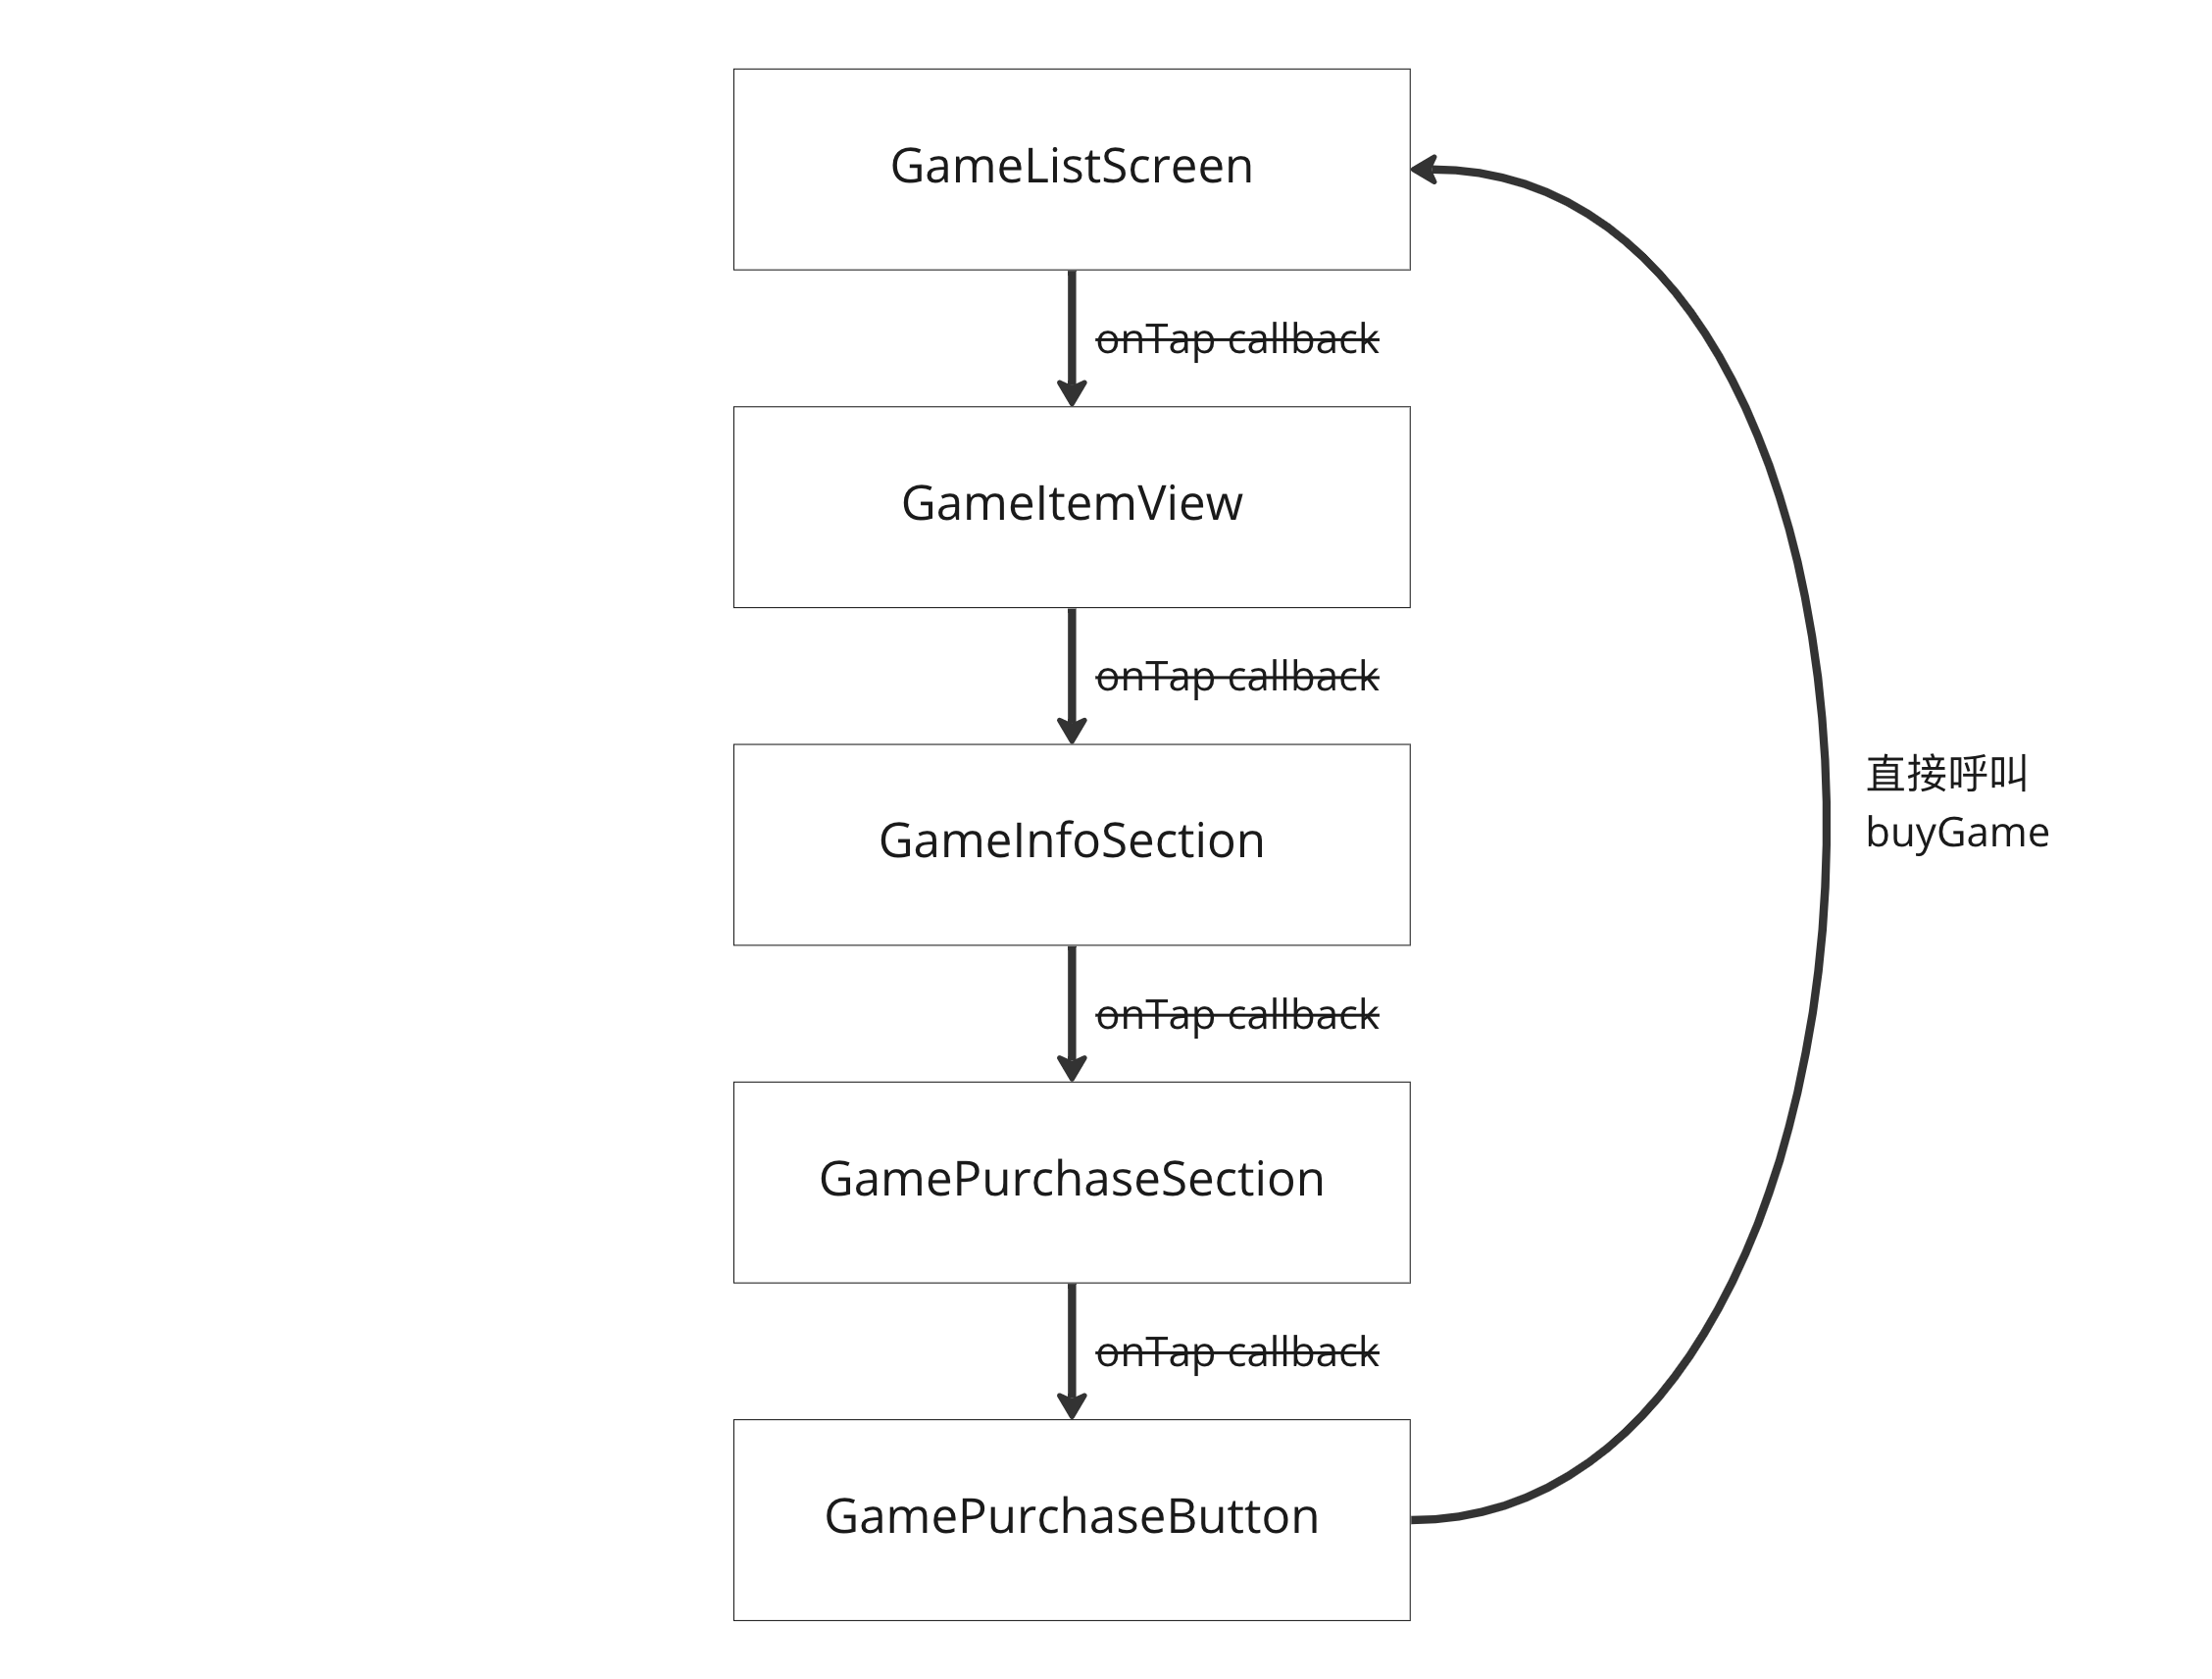 GameListScreen
onTap callback
GameItemView
onTap callback
GameInfoSection
直接呼叫
buyGame
onTap callback
GamePurchaseSection
onTap callback
GamePurchaseButton